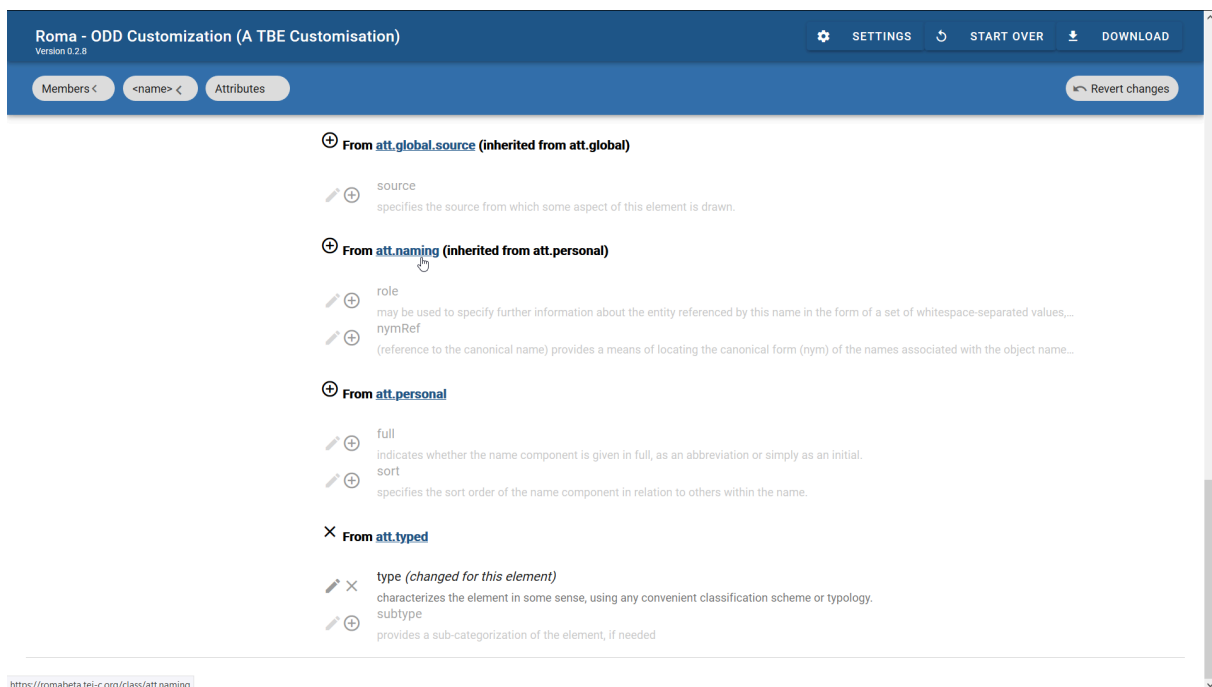 Roma - ODD Customization (A TBE Customisation)
Version 0.2.8
SETTINGS
START OVER
DOWNLOAD
Members <
<name> <
Attributes
Revert changes
From att.global.source (inherited from att.global)
source
specifies the source from which some aspect of this element is drawn.
From att.naming (inherited from att.personal)
role
may be used to specify further information about the entity referenced by this name in the form of a set of whitespace-separated values,...
nymRef
(reference to the canonical name) provides a means of locating the canonical form (nym) of the names associated with the object name...
From att.personal
full
indicates whether the name component is given in full, as an abbreviation or simply as an initial.
sort
specifies the sort order of the name component in relation to others within the name.
From att.typed
type (changed for this element)
characterizes the element in some sense, using any convenient classification scheme or typology.
subtype
provides a sub-categorization of the element, if needed
https://romabeta.tei-c.org/class/att.naming